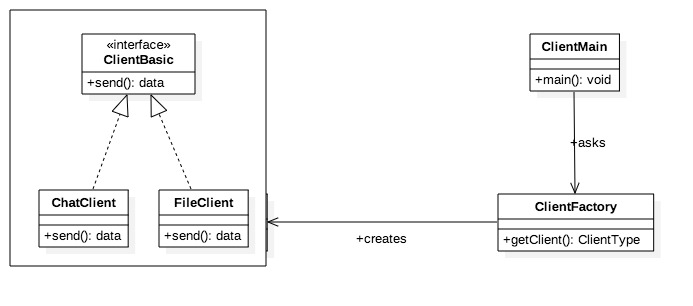 «interface»
ClientBasic
+send(): data
ChatClient
+send(): data
FileClient
+send(): data
ClientMain
+main(): void
+asks
ClientFactory
+getClient(): ClientType
+creates